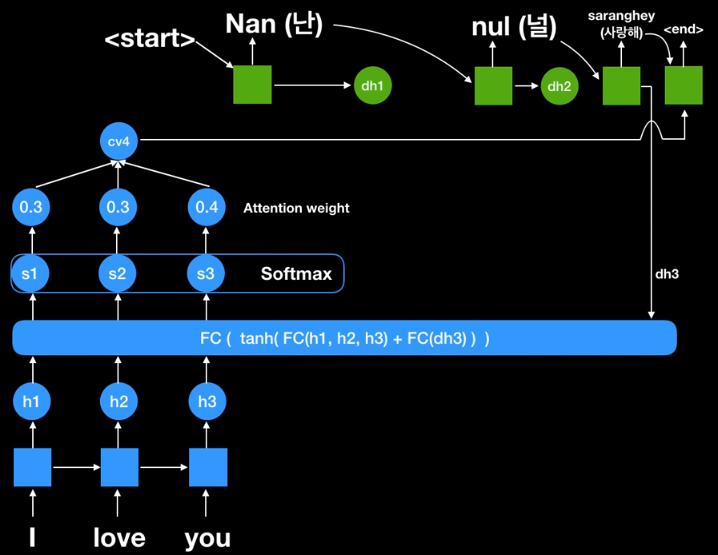 <start>
Nan (난)
nul (널)
saranghey
(사랑해)
<end>
dh1
dh2
cv4
0.3
0.3
0.4
Attention weight
s1
s2
s3
Softmax
dh3
FC ( tanh( FC(h1, h2, h3) + FC(dh3) ) )
h1
h2
h3
I
love
you